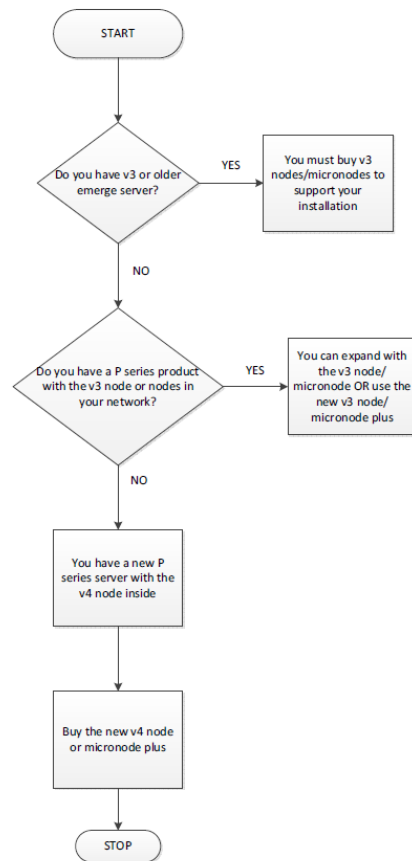 START
Do you have v3 or older
emerge server?
YES
You must buy v3
nodes/micronodes to
support your
installation
NO
Do you have a P series product
with the v3 node or nodes in
your network?
YES
You can expand with
the v3 node/
micronode OR use the
new v3 node/
micronode plus
NO
You have a new P
series server with the
v4 node inside
Buy the new v4 node
or micronode plus
STOP